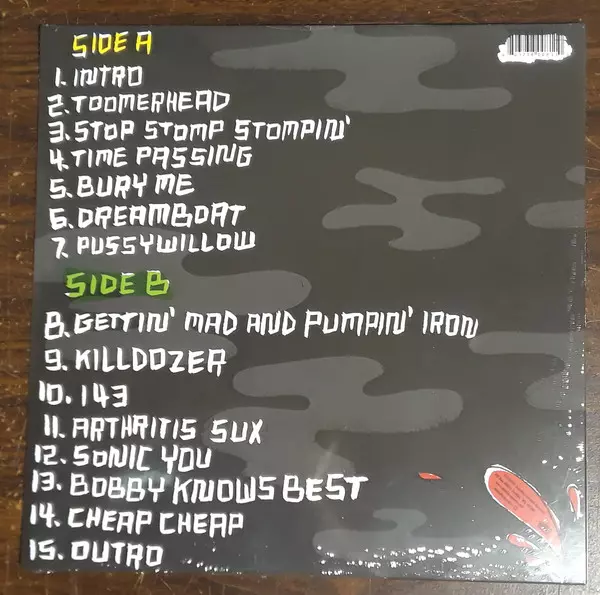 SIDE A
1. INTRO
2. TOOMERHEAD
3. STOP STOMP STOMPIN'
4. TIME PASSING
5. BURY ME
6. DREAMBOAT
7. PUSSYWILLOW
SIDE B
8. GETTIN' MAD AND PUMPIN' IRON
9. KILLDOZER
10. 143
11. ARTHRITIS SUX
12. SONIC YOU
13. BOBBY KNOWS BEST
14. CHEAP CHEAP
15. OUTRO